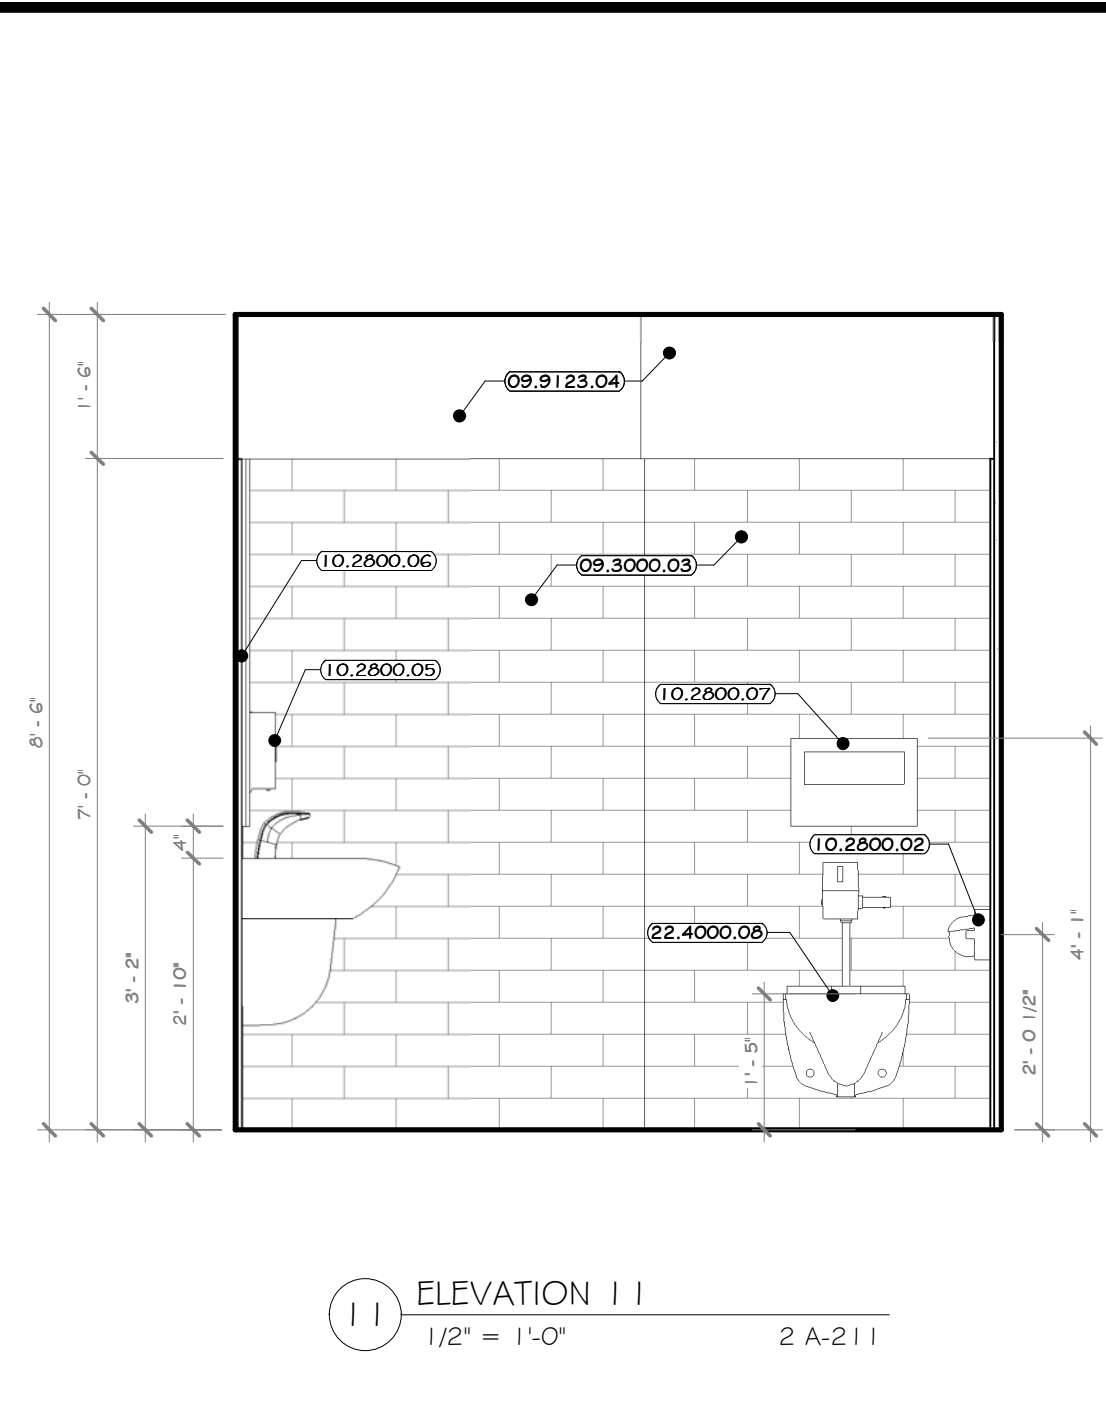 09.9123.04
1' - 6"
10.2800.06
09.3000.03
10.2800.05
10.2800.07
8' - 6"
7' - 0"
4"
10.2800.02
22.4000.08
4' - 1"
3' - 2"
2' - 10"
2' - 0 1/2"
1' - 5"
11
ELEVATION 11
1/2" = 1'-0"
2 A-211